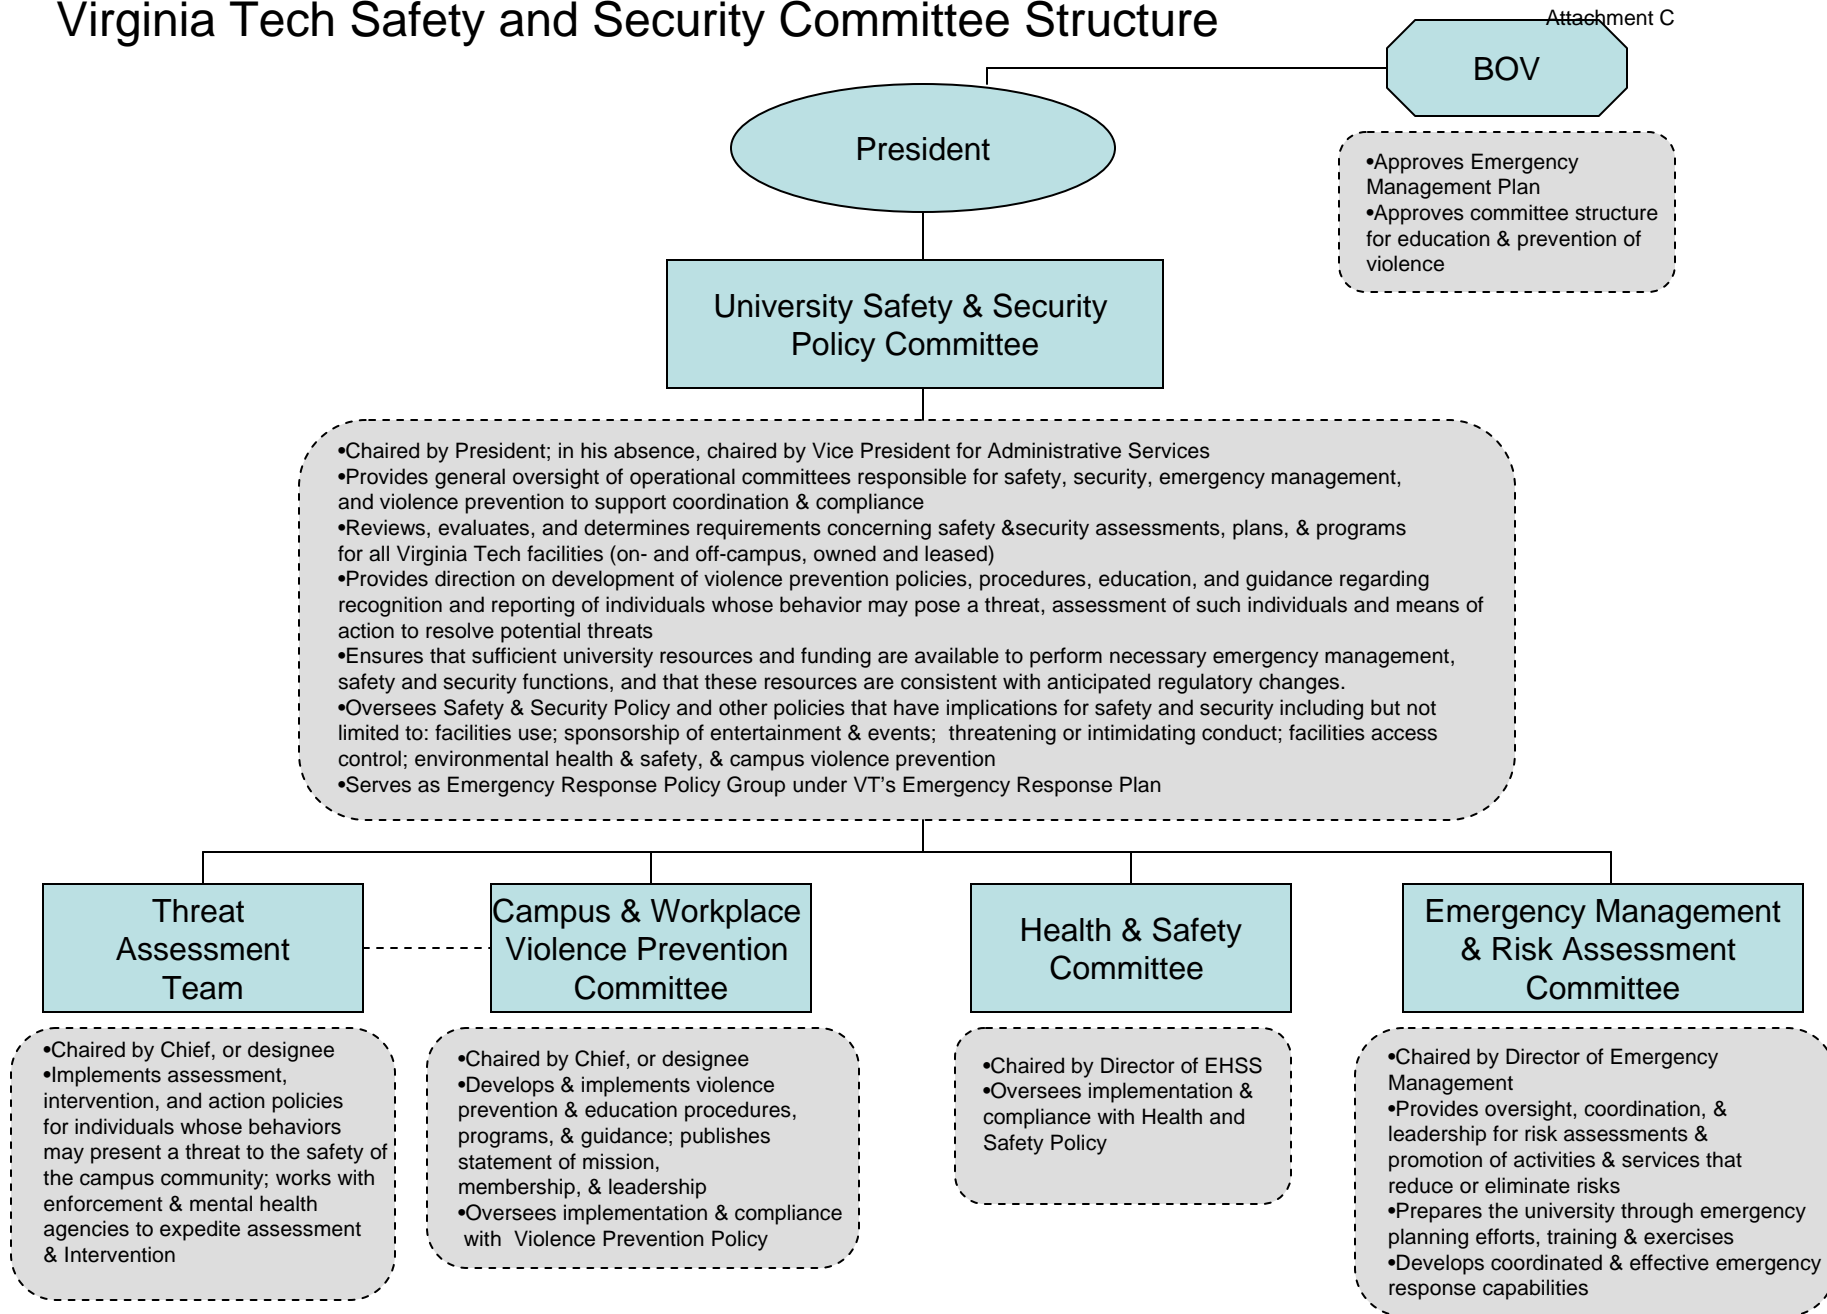 Virginia Tech Safety and Security Committee Structure
Attachment C
BOV
President
•Approves Emergency
Management Plan
•Approves committee structure
for education & prevention of
violence
University Safety & Security
Policy Committee
•Chaired by President; in his absence, chaired by Vice President for Administrative Services
•Provides general oversight of operational committees responsible for safety, security, emergency management,
and violence prevention to support coordination & compliance
•Reviews, evaluates, and determines requirements concerning safety &security assessments, plans, & programs
for all Virginia Tech facilities (on- and off-campus, owned and leased)
•Provides direction on development of violence prevention policies, procedures, education, and guidance regarding
recognition and reporting of individuals whose behavior may pose a threat, assessment of such individuals and means of
action to resolve potential threats
•Ensures that sufficient university resources and funding are available to perform necessary emergency management,
safety and security functions, and that these resources are consistent with anticipated regulatory changes.
•Oversees Safety & Security Policy and other policies that have implications for safety and security including but not
limited to: facilities use; sponsorship of entertainment & events; threatening or intimidating conduct; facilities access
control; environmental health & safety, & campus violence prevention
•Serves as Emergency Response Policy Group under VT's Emergency Response Plan
Threat
Assessment
Team
•Chaired by Chief, or designee
•Implements assessment,
intervention, and action policies
for individuals whose behaviors
may present a threat to the safety of
the campus community; works with
enforcement & mental health
agencies to expedite assessment
& Intervention
Campus & Workplace
Violence Prevention
Committee
•Chaired by Chief, or designee
•Develops & implements violence
prevention & education procedures,
programs, & guidance; publishes
statement of mission,
membership, & leadership
•Oversees implementation & compliance
with Violence Prevention Policy
Health & Safety
Committee
•Chaired by Director of EHSS
•Oversees implementation &
compliance with Health and
Safety Policy
Emergency Management
& Risk Assessment
Committee
•Chaired by Director of Emergency
Management
•Provides oversight, coordination, &
leadership for risk assessments &
promotion of activities & services that
reduce or eliminate risks
•Prepares the university through emergency
planning efforts, training & exercises
•Develops coordinated & effective emergency
response capabilities